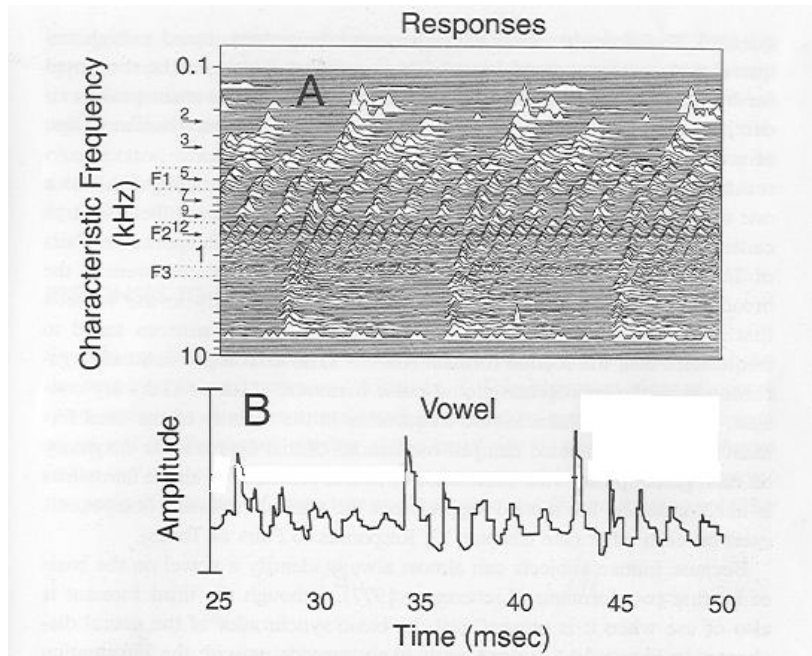 Responses
A
B
Vowel
Characteristic Frequency
(kHz)
0.1
2
3
F1 5
7
9
F2 12
1
F3
10
Amplitude
25 30 35 40 45 50
Time (msec)